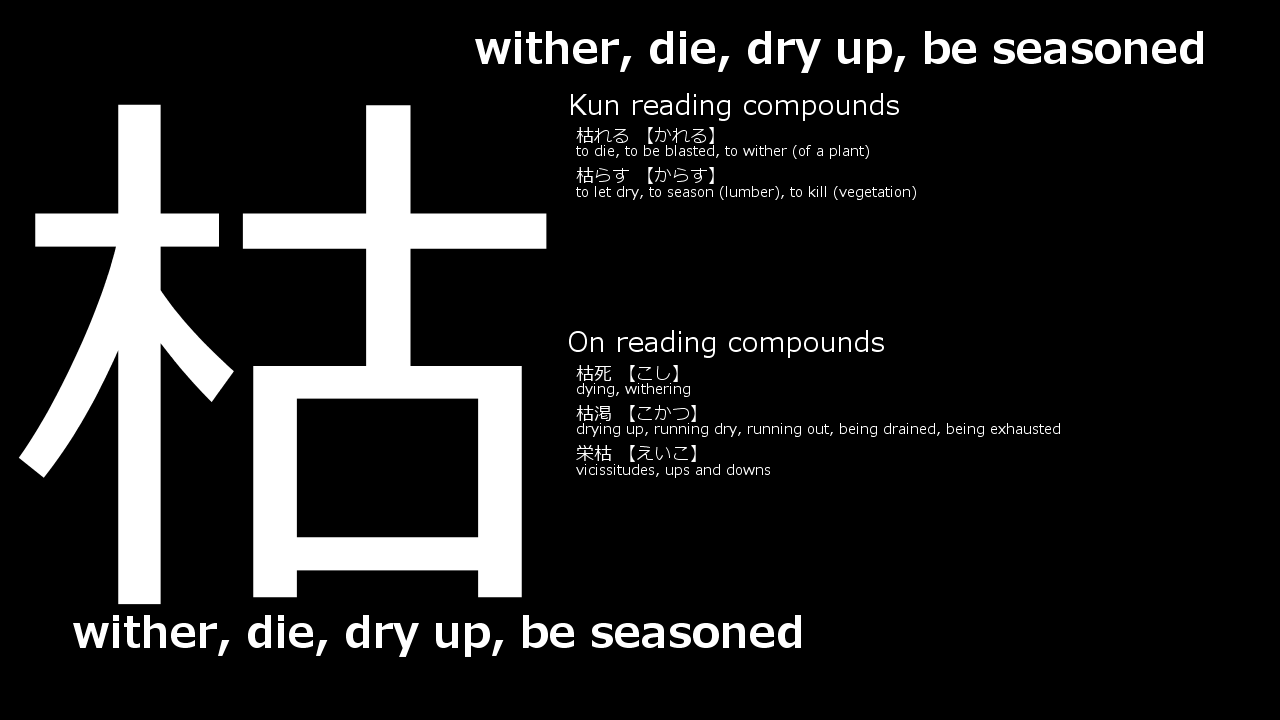 wither, die, dry up, be seasoned
枯
Kun reading compounds
枯れる 【かれる】
to die, to be blasted, to wither (of a plant)
枯らす 【からす】
to let dry, to season (lumber), to kill (vegetation)
On reading compounds
枯死 【こし】
dying, withering
枯渇 【こかつ】
drying up, running dry, running out, being drained, being exhausted
栄枯 【えいこ】
vicissitudes, ups and downs
wither, die, dry up, be seasoned